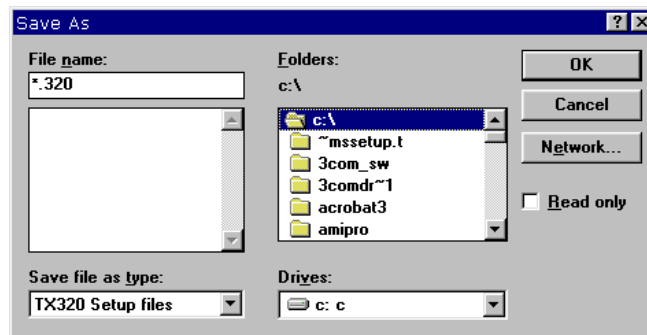 Save As
File name:
*.320
Folders:
c:\
c:\
~mssetup.t
3com_sw
3comdr~1
acrobat3
amipro
OK
Cancel
Network...
Read only
Save file as type:
TX320 Setup files
Drives:
c: c